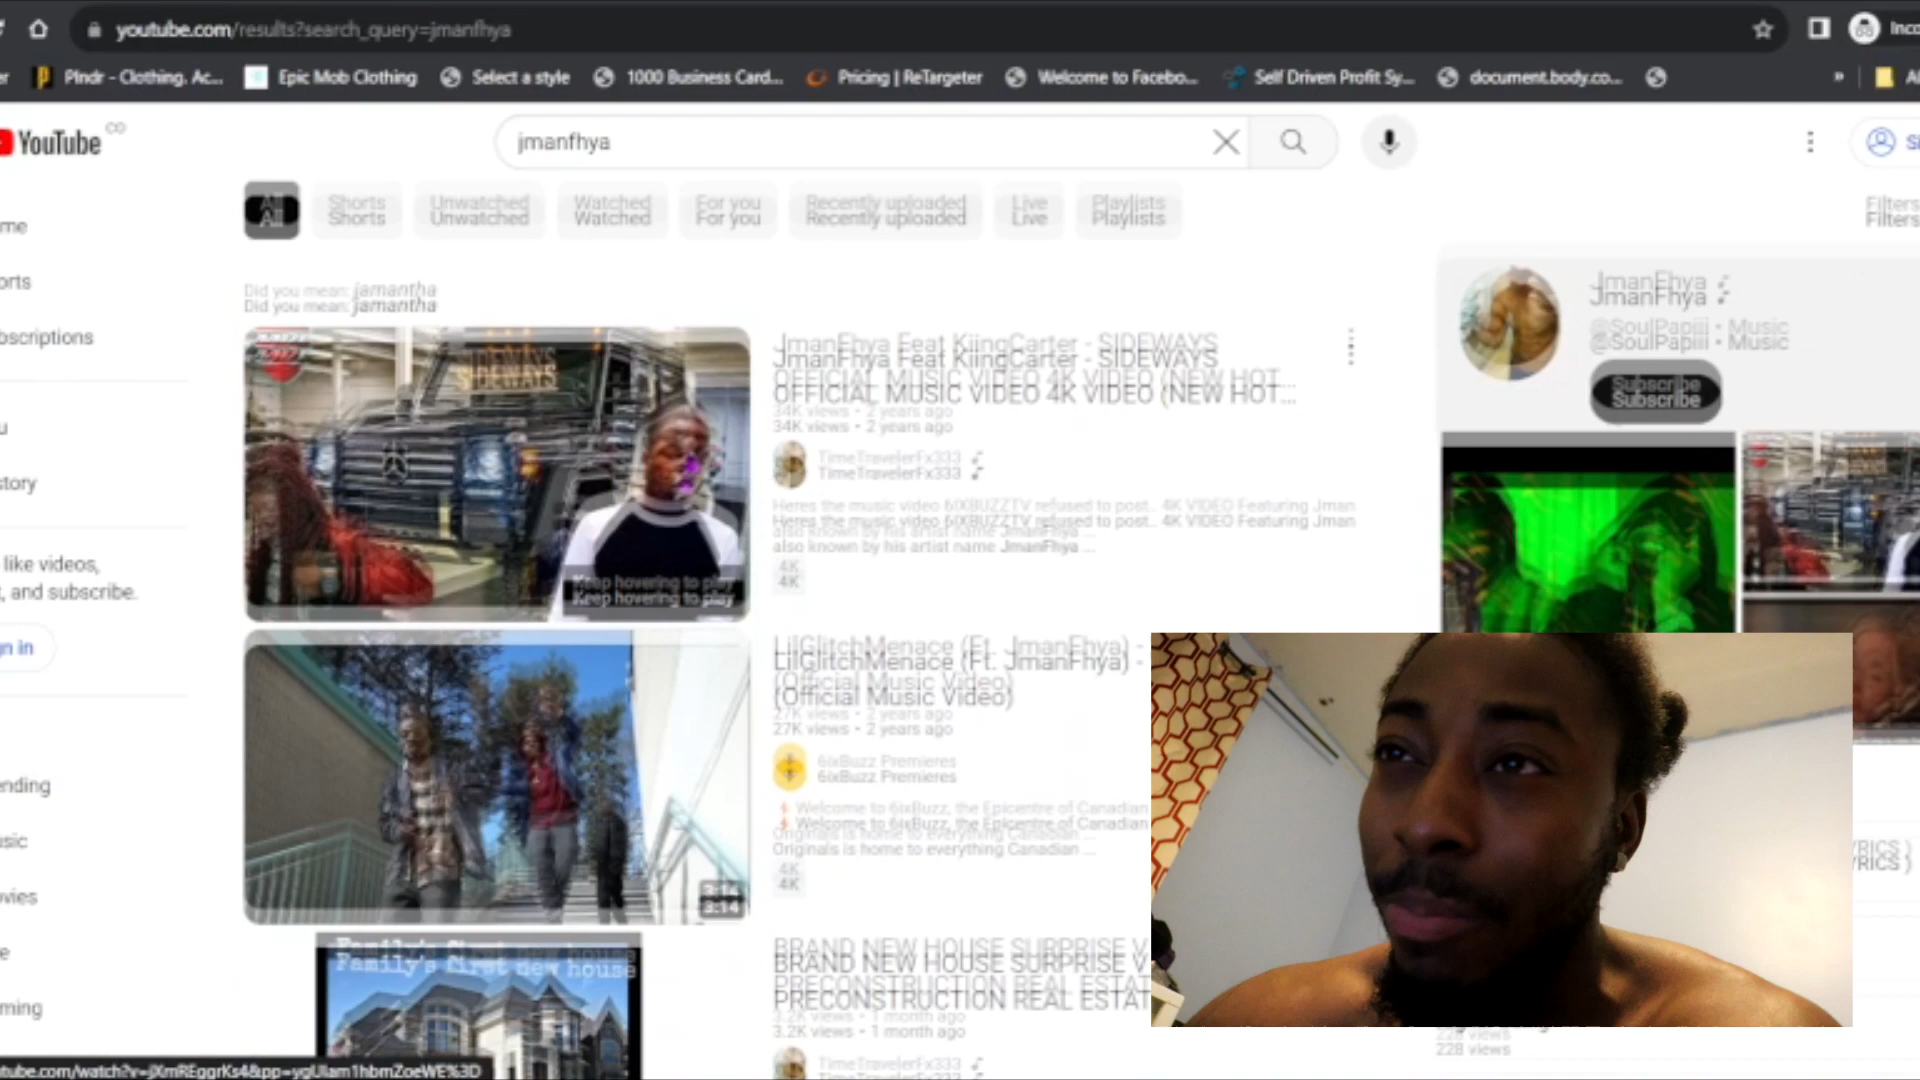 youtube.com/results?search_query=jmanfhya
Plndr - Clothing. Ac...
Epic Mob Clothing
Select a style
1000 Business Card...
Pricing | ReTargeter
Welcome to Facebo...
Self Driven Profit Sy...
document.body.co...
YouTube CO
jmanfhya
All
Shorts
Unwatched
Watched
For you
Recently uploaded
Live
Playlists
Filters
Did you mean: jamantha
JmanFhya Feat KiingCarter - SIDEWAYS
OFFICIAL MUSIC VIDEO 4K VIDEO (NEW HOT...
34K views • 2 years ago
TimeTravelerFx333
Heres the music video 6IXBUZZTV refused to post.. 4K VIDEO Featuring Jman
also known by his artist name JmanFhya ...
4K
SIDEWAYS
Keep hovering to play
LilGlitchMenace (Ft. JmanFhya) -
(Official Music Video)
27K views • 2 years ago
6ixBuzz Premieres
Welcome to 6ixBuzz, the Epicentre of Canadian
Originals is home to everything Canadian ...
4K
3:14
BRAND NEW HOUSE SURPRISE V
PRECONSTRUCTION REAL ESTAT
3.2K views • 1 month ago
TimeTravelerFx333
Family's first new house
JmanFhya
@SoulPapiii • Music
Subscribe
228 views
like videos,
and subscribe.